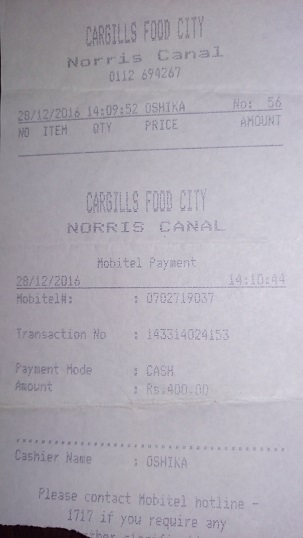 CARGILLS FOOD CITY
Norris Canal
0112 694267
28/12/2016 14:09:52 OSHIKA No: 56
NO ITEM QTY PRICE AMOUNT
CARGILLS FOOD CITY
NORRIS CANAL
Mobitel Payment
28/12/2016 14:10:44
Mobitel#: : 0702719037
Transaction No : 143314024153
Payment Mode : CASH
Amount : Rs.400.00
Cashier Name : OSHIKA
Please contact Mobitel hotline -
1717 if you require any